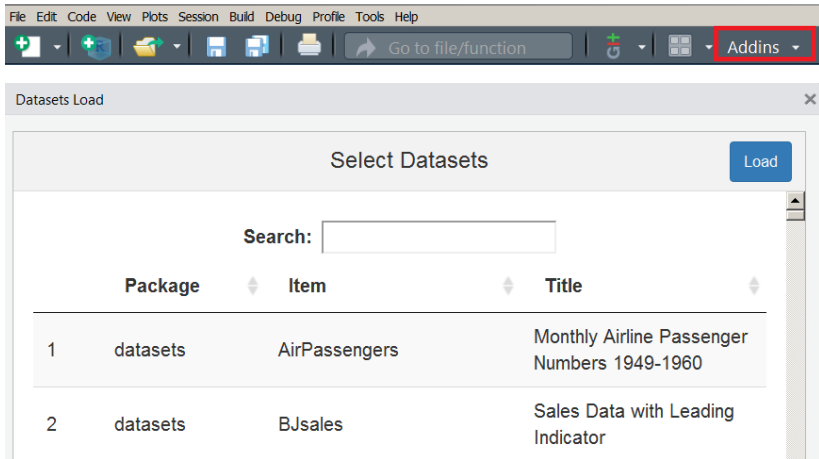 File Edit Code View Plots Session Build Debug Profile Tools Help
Go to file/function Addins
Datasets Load
Select Datasets Load
Search:
Package Item Title
1 datasets AirPassengers Monthly Airline Passenger
Numbers 1949-1960
2 datasets BJsales Sales Data with Leading
Indicator